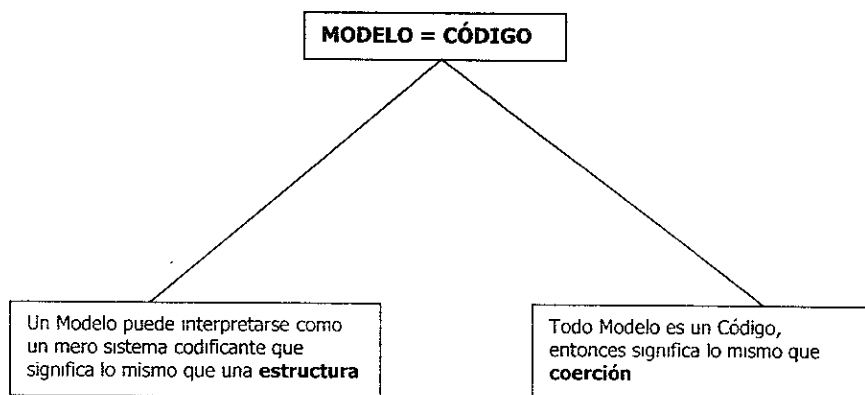 MODELO = CÓDIGO
Un Modelo puede interpretarse como
un mero sistema codificante que
significa lo mismo que una estructura
Todo Modelo es un Código,
entonces significa lo mismo que
coerción